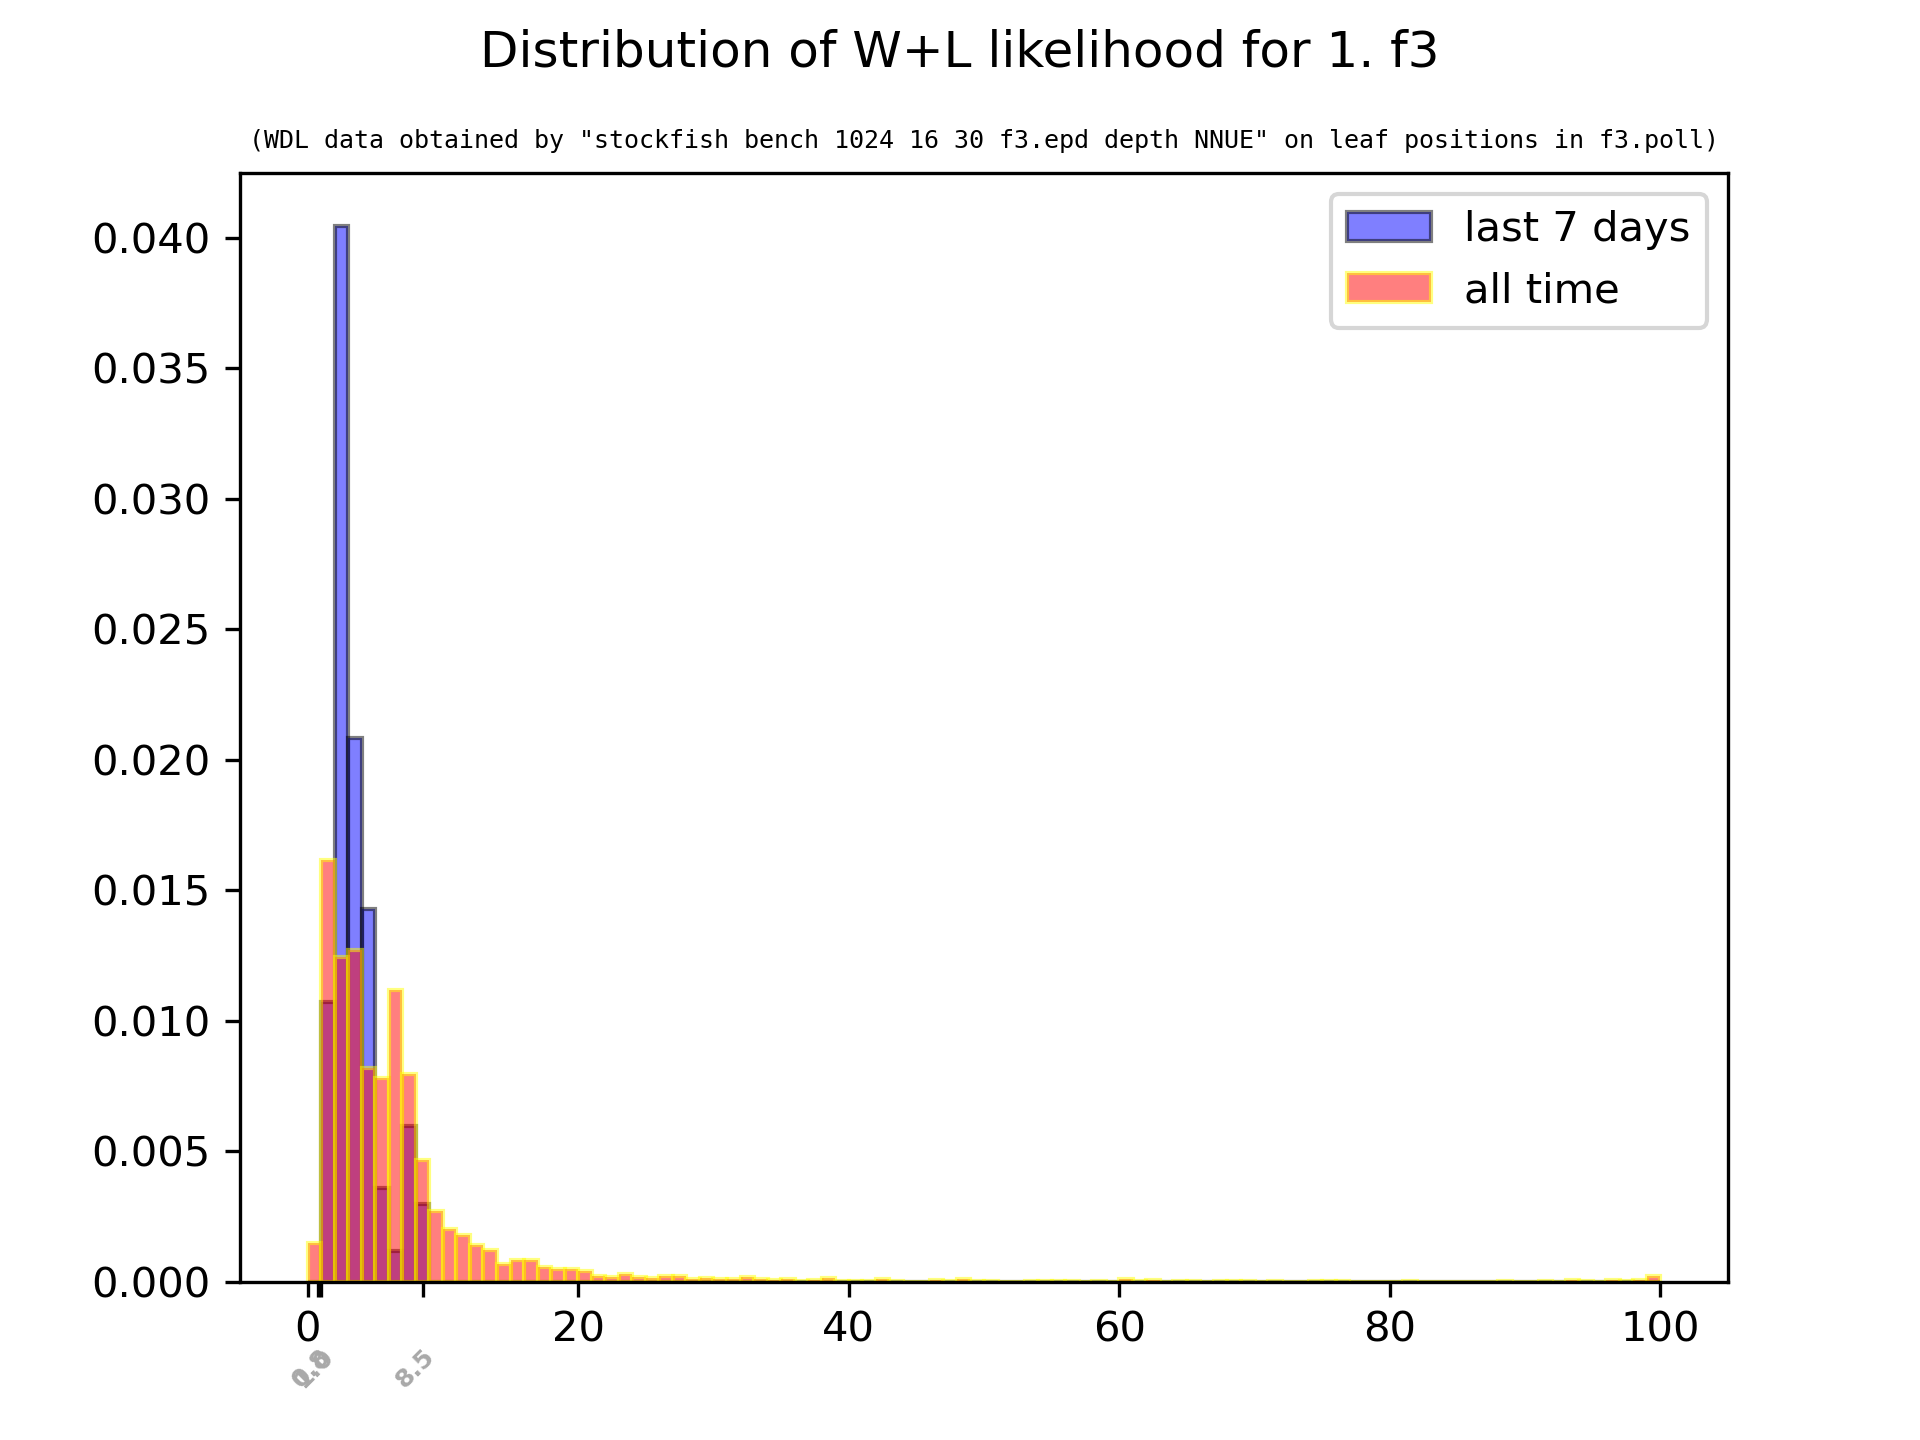 Distribution of W+L likelihood for 1. f3
(WDL data obtained by "stockfish bench 1024 16 30 f3.epd depth NNUE" on leaf positions in f3.poll)
last 7 days
all time
0.040
0.035
0.030
0.025
0.020
0.015
0.010
0.005
0.000
0 20 40 60 80 100
8.5